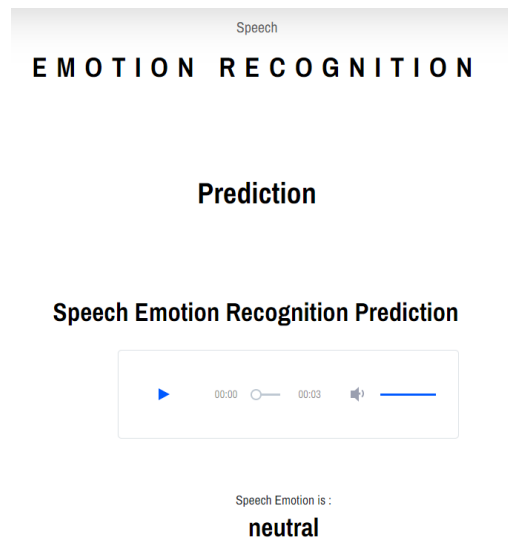 Speech
EMOTION RECOGNITION
Prediction
Speech Emotion Recognition Prediction
00:00 00:03
Speech Emotion is :
neutral